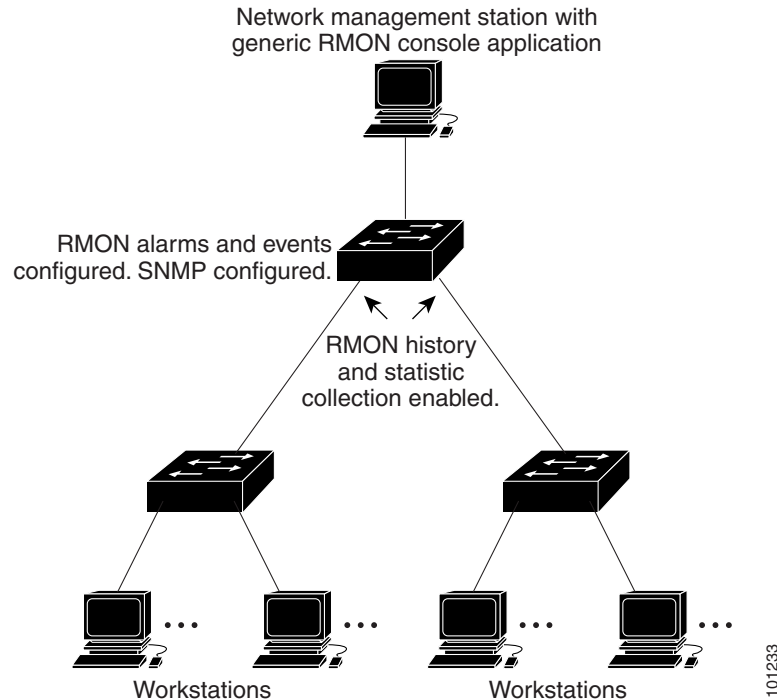 Network management station with
generic RMON console application
RMON alarms and events
configured. SNMP configured.
RMON history
and statistic
collection enabled.
Workstations
Workstations
101233